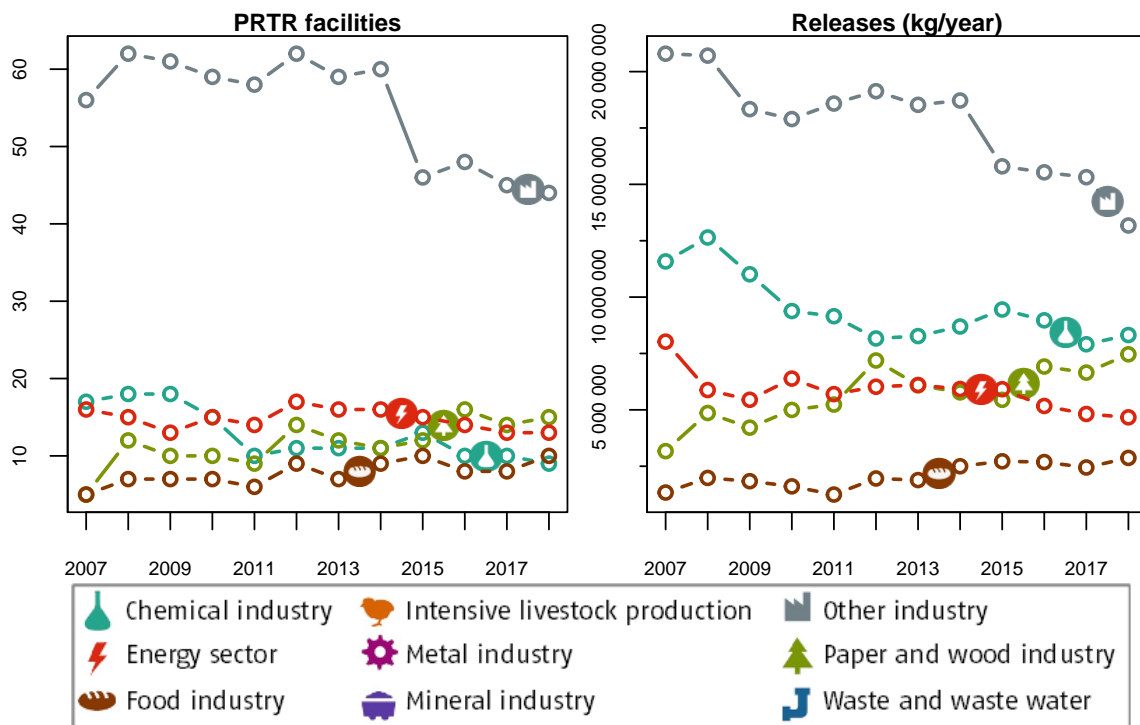 PRTR facilities
Releases (kg/year)
60
50
40
30
20
10
20 000 000
15 000 000
10 000 000
5 000 000
2007 2009 2011 2013 2015 2017
2007 2009 2011 2013 2015 2017
Chemical industry Intensive livestock production Other industry
Energy sector Metal industry Paper and wood industry
Food industry Mineral industry Waste and waste water